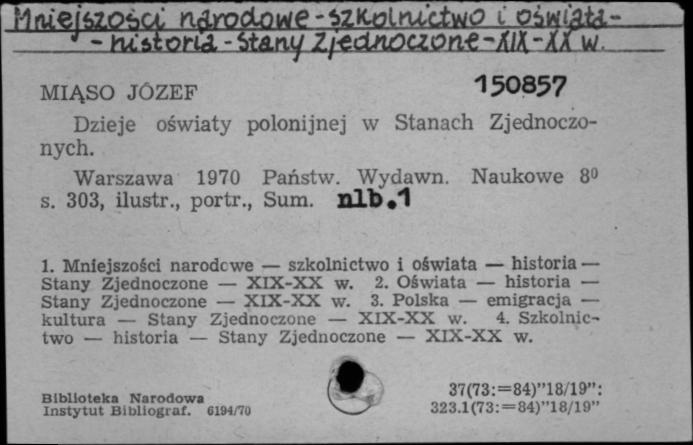 Mniejszości narodowe - szkolnictwo i oświata -
- historia - Stany Zjednoczone - XIX - XX w.
MIĄSO JÓZEF 150857
Dzieje oświaty polonijnej w Stanach Zjednoczo-
nych.
Warszawa 1970 Państw. Wydawn. Naukowe 8⁰
s. 303, ilustr., portr., Sum. nlb. 1
1. Mniejszości narodowe — szkolnictwo i oświata — historia —
Stany Zjednoczone — XIX-XX w. 2. Oświata — historia —
Stany Zjednoczone — XIX-XX w. 3. Polska — emigracja —
kultura — Stany Zjednoczone — XIX-XX w. 4. Szkolnic-
two — historia — Stany Zjednoczone — XIX-XX w.
Biblioteka Narodowa 37(73:=84)"18/19":
Instytut Bibliograf. 6194/70 323.1(73:=84)"18/19"